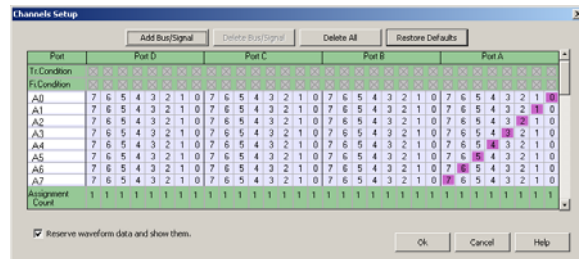 Channels Setup
Add Bus/Signal Delete Bus/Signal Delete All Restore Defaults
Port Port D Port C Port B Port A
Tr.Condition
Fi.Condition
A0 7 6 5 4 3 2 1 0 7 6 5 4 3 2 1 0 7 6 5 4 3 2 1 0 7 6 5 4 3 2 1 0
A1 7 6 5 4 3 2 1 0 7 6 5 4 3 2 1 0 7 6 5 4 3 2 1 0 7 6 5 4 3 2 1 0
A2 7 6 5 4 3 2 1 0 7 6 5 4 3 2 1 0 7 6 5 4 3 2 1 0 7 6 5 4 3 2 1 0
A3 7 6 5 4 3 2 1 0 7 6 5 4 3 2 1 0 7 6 5 4 3 2 1 0 7 6 5 4 3 2 1 0
A4 7 6 5 4 3 2 1 0 7 6 5 4 3 2 1 0 7 6 5 4 3 2 1 0 7 6 5 4 3 2 1 0
A5 7 6 5 4 3 2 1 0 7 6 5 4 3 2 1 0 7 6 5 4 3 2 1 0 7 6 5 4 3 2 1 0
A6 7 6 5 4 3 2 1 0 7 6 5 4 3 2 1 0 7 6 5 4 3 2 1 0 7 6 5 4 3 2 1 0
A7 7 6 5 4 3 2 1 0 7 6 5 4 3 2 1 0 7 6 5 4 3 2 1 0 7 6 5 4 3 2 1 0
Assignment Count 1 1 1 1 1 1 1 1 1 1 1 1 1 1 1 1 1 1 1 1 1 1 1 1 1 1 1 1 1 1 1 1
Reserve waveform data and show them.
Ok Cancel Help